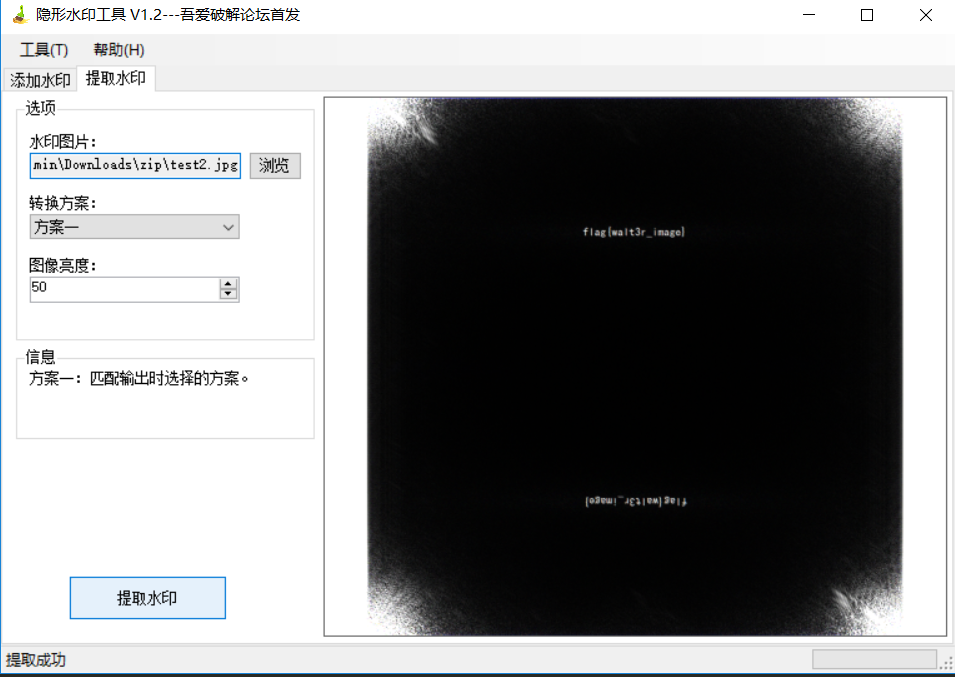 隐形水印工具 V1.2---吾爱破解论坛首发
工具(T) 帮助(H)
添加水印 提取水印
选项
水印图片：
min\Downloads\zip\test2.jpg 浏览
转换方案：
方案一
图像亮度：
50
信息
方案一：匹配输出时选择的方案。
提取水印
flag{walt3r_image}
flag{walt3r_image}
提取成功